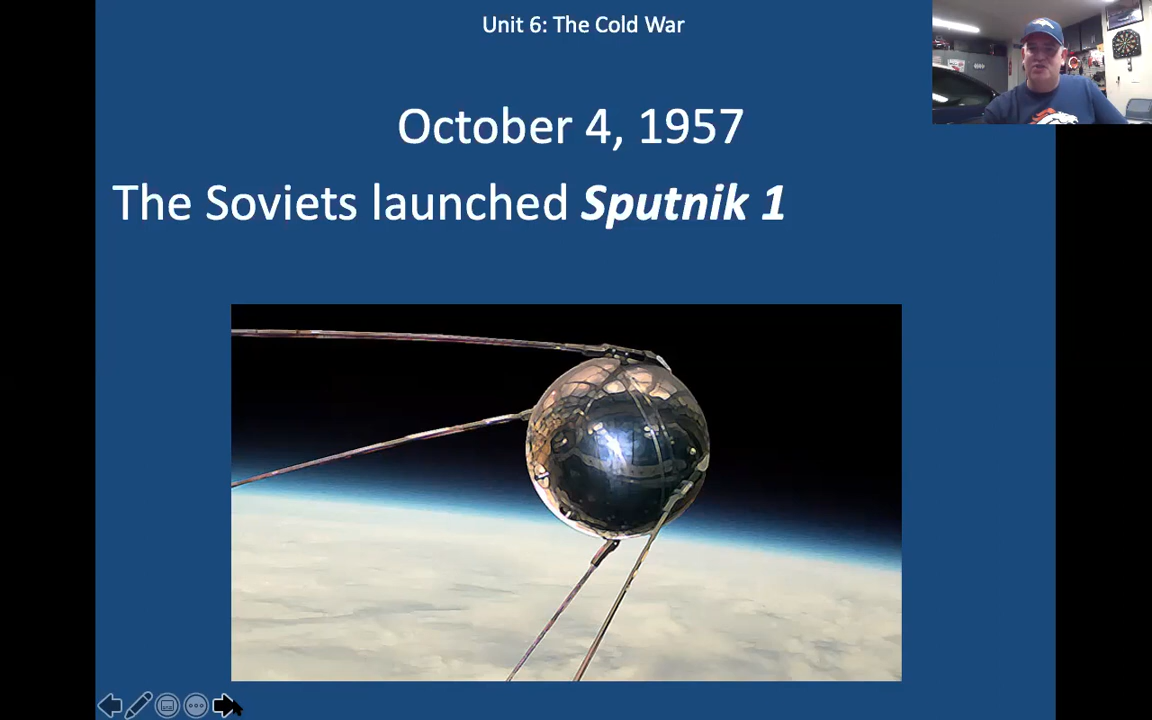 Unit 6: The Cold War
October 4, 1957
The Soviets launched Sputnik 1